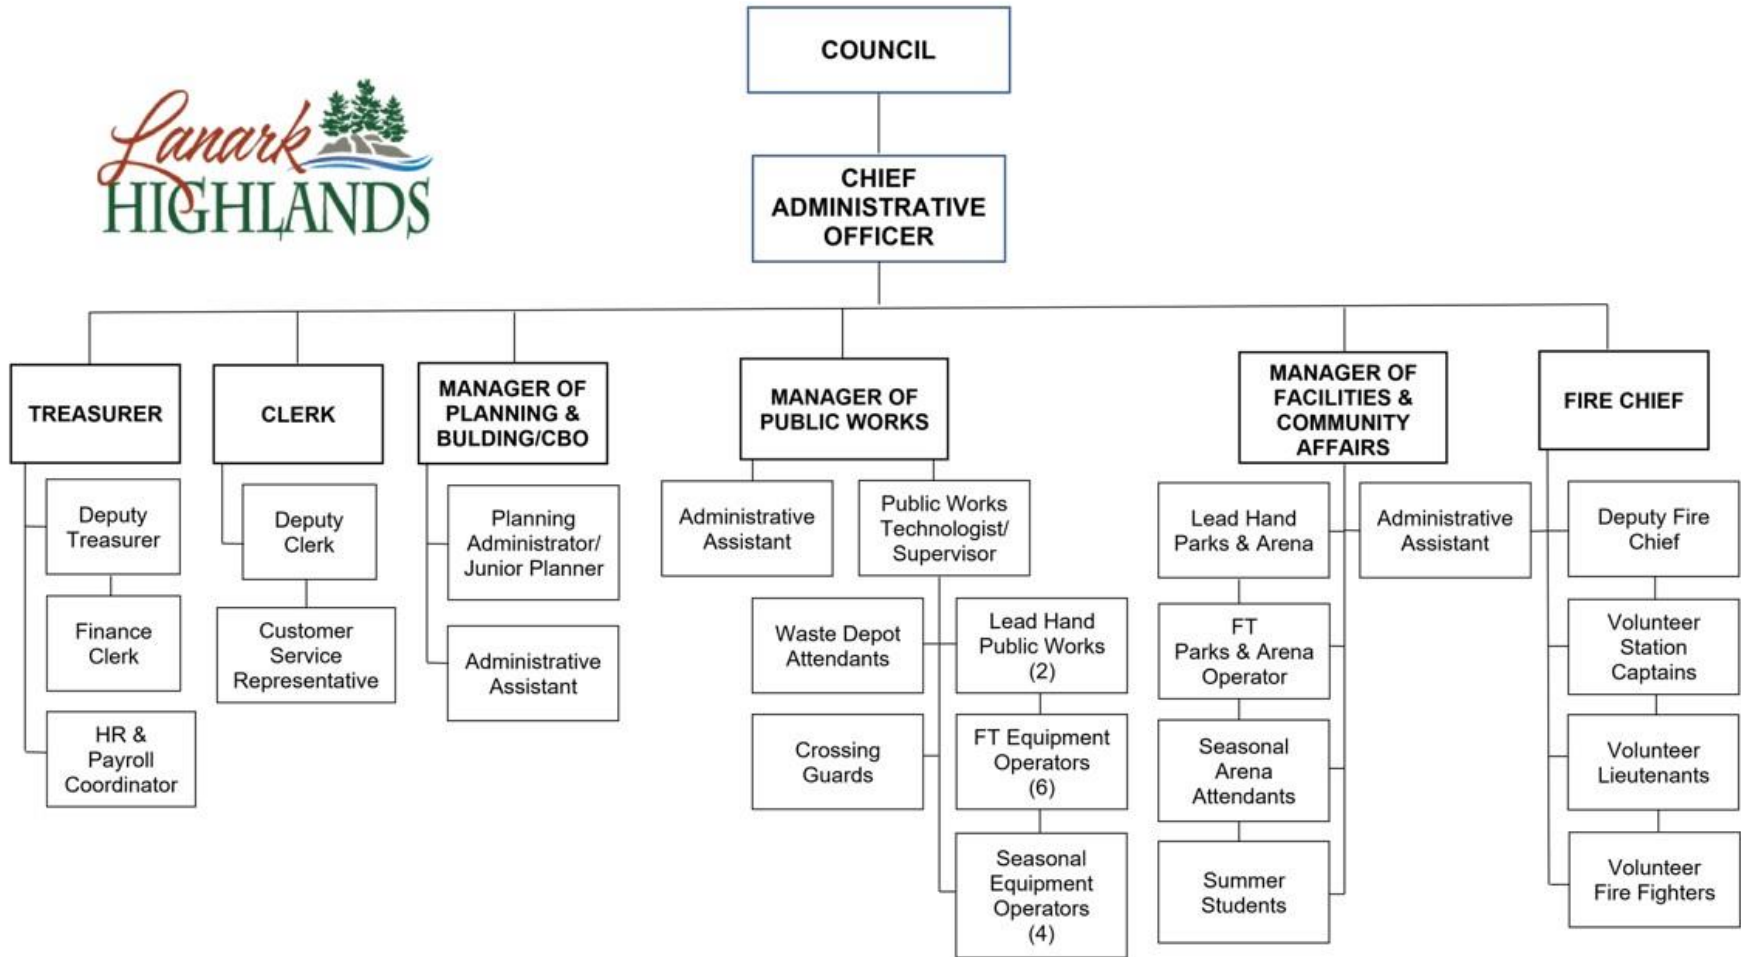 COUNCIL
Lanark
HIGHLANDS
CHIEF
ADMINISTRATIVE
OFFICER
TREASURER
CLERK
MANAGER OF
PLANNING &
BULDING/CBO
MANAGER OF
PUBLIC WORKS
MANAGER OF
FACILITIES &
COMMUNITY
AFFAIRS
FIRE CHIEF
Deputy
Treasurer
Finance
Clerk
HR &
Payroll
Coordinator
Deputy
Clerk
Customer
Service
Representative
Planning
Administrator/
Junior Planner
Administrative
Assistant
Administrative
Assistant
Public Works
Technologist/
Supervisor
Waste Depot
Attendants
Lead Hand
Public Works
(2)
Crossing
Guards
FT Equipment
Operators
(6)
Seasonal
Equipment
Operators
(4)
Lead Hand
Parks & Arena
Administrative
Assistant
FT
Parks & Arena
Operator
Seasonal
Arena
Attendants
Summer
Students
Deputy Fire
Chief
Volunteer
Station
Captains
Volunteer
Lieutenants
Volunteer
Fire Fighters